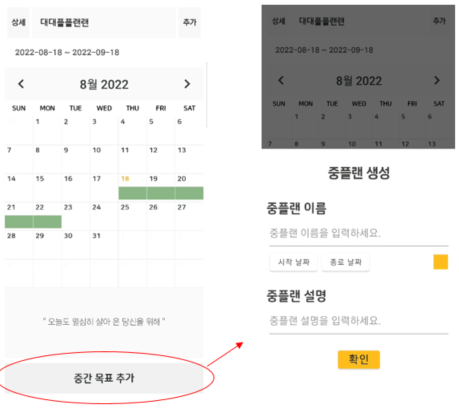 상세 대대플플랜랜 추가
2022-08-18 ~ 2022-09-18
< 8월 2022 >
SUN MON TUE WED THU FRI SAT
1 2 3 4 5 6
7 8 9 10 11 12 13
14 15 16 17 18 19 20
21 22 23 24 25 26 27
28 29 30 31
" 오늘도 열심히 살아 온 당신을 위해 "
중간 목표 추가
상세 대대플플랜랜 추가
2022-08-18 ~ 2022-09-18
< 8월 2022 >
SUN MON TUE WED THU FRI SAT
1 2 3 4 5 6
7 8 9 10 11 12 13
중플랜 생성
중플랜 이름
중플랜 이름을 입력하세요.
시작 날짜 종료 날짜
중플랜 설명
중플랜 설명을 입력하세요.
확인